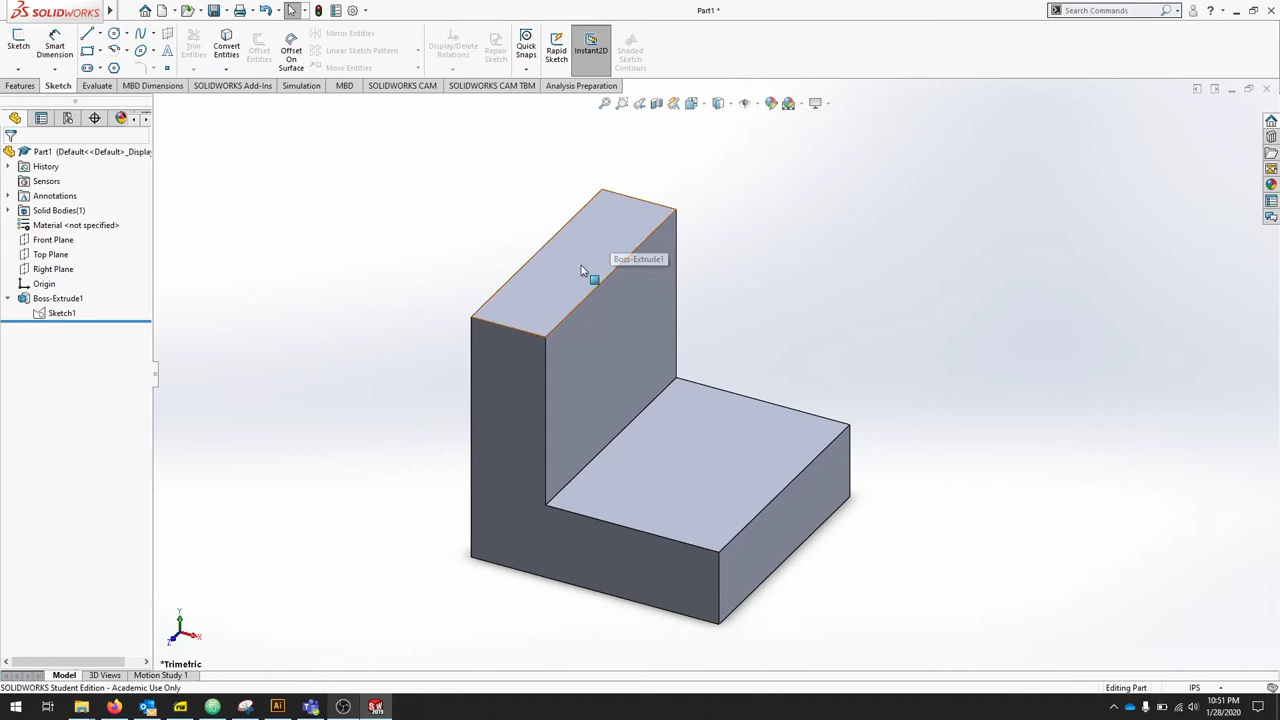 SOLIDWORKS
Part1 *
Search Commands
Sketch
Smart Dimension
Trim Entities
Convert Entities
Offset Entities
Offset On Surface
Mirror Entities
Linear Sketch Pattern
Move Entities
Display/Delete Relations
Repair Sketch
Quick Snaps
Rapid Sketch
Instant2D
Shaded Sketch Contours
Features
Sketch
Evaluate
MBD Dimensions
SOLIDWORKS Add-Ins
Simulation
MBD
SOLIDWORKS CAM
SOLIDWORKS CAM TBM
Analysis Preparation
Part1 (Default<<Default>_Display
History
Sensors
Annotations
Solid Bodies(1)
Material <not specified>
Front Plane
Top Plane
Right Plane
Origin
Boss-Extrude1
Sketch1
Boss-Extrude1
Y
X
Z
*Trimetric
Model
3D Views
Motion Study 1
SOLIDWORKS Student Edition - Academic Use Only
Editing Part
IPS
Ai
SW
2019
10:51 PM
1/28/2020